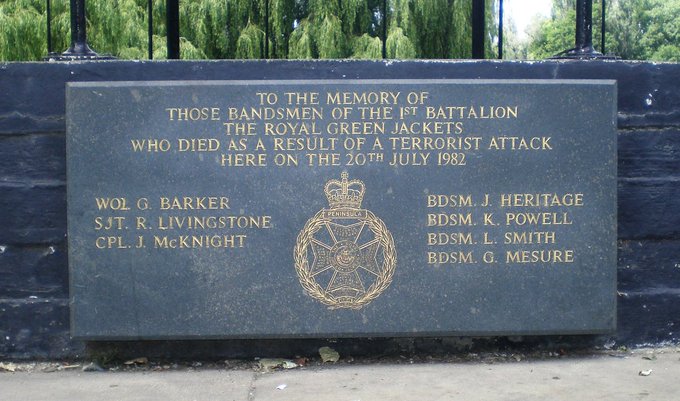 TO THE MEMORY OF
THOSE BANDSMEN OF THE 1ST BATTALION
THE ROYAL GREEN JACKETS
WHO DIED AS A RESULT OF A TERRORIST ATTACK
HERE ON THE 20TH JULY 1982
WO1. G. BARKER
SJT. R. LIVINGSTONE
CPL. J. McKNIGHT
PENINSULA
BDSM. J. HERITAGE
BDSM. K. POWELL
BDSM. L. SMITH
BDSM. G. MESURE